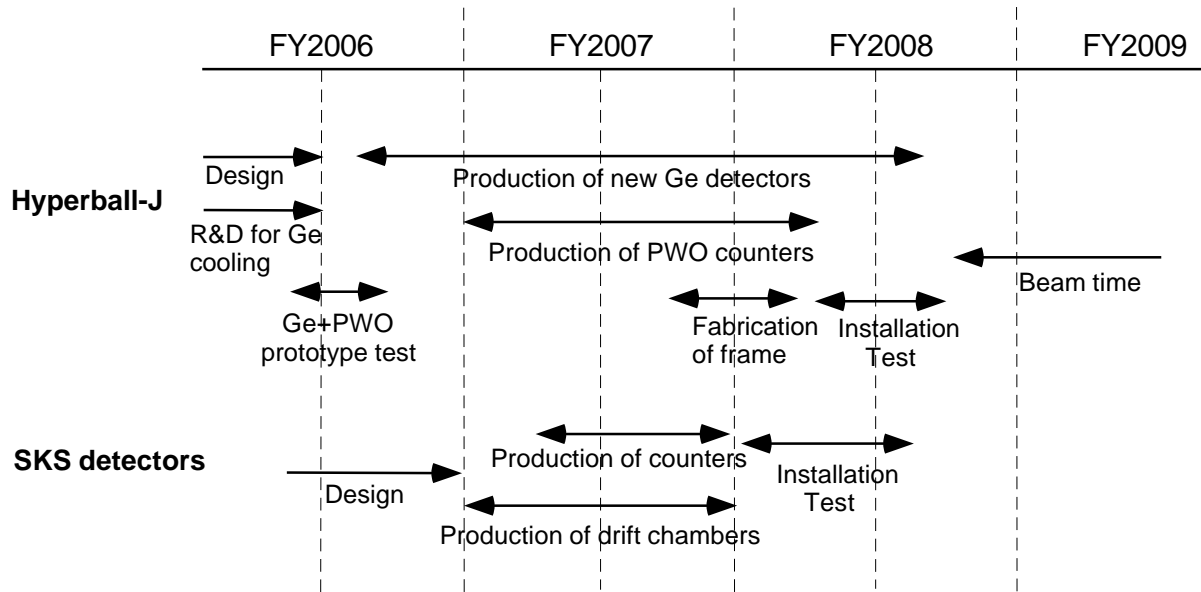 FY2006 FY2007 FY2008 FY2009
Design
Production of new Ge detectors
Hyperball-J
R&D for Ge
cooling
Production of PWO counters
Beam time
Ge+PWO
prototype test
Fabrication
of frame
Installation
Test
SKS detectors
Production of counters
Design
Installation
Test
Production of drift chambers